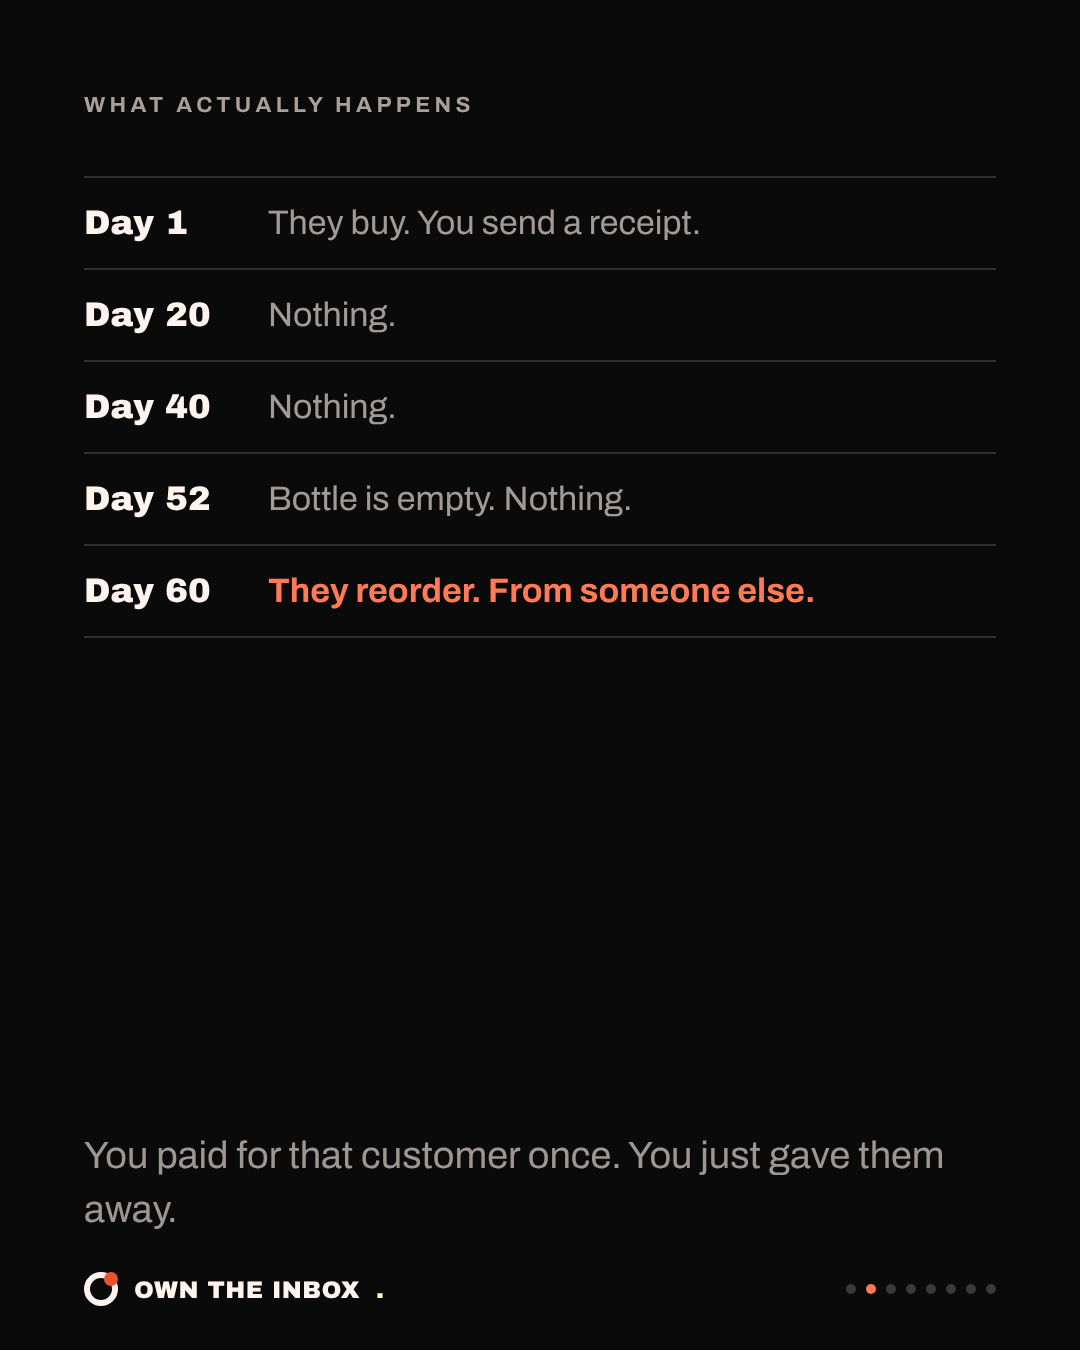 WHAT ACTUALLY HAPPENS
Day 1 They buy. You send a receipt.
Day 20 Nothing.
Day 40 Nothing.
Day 52 Bottle is empty. Nothing.
Day 60 They reorder. From someone else.
You paid for that customer once. You just gave them
away.
OWN THE INBOX .